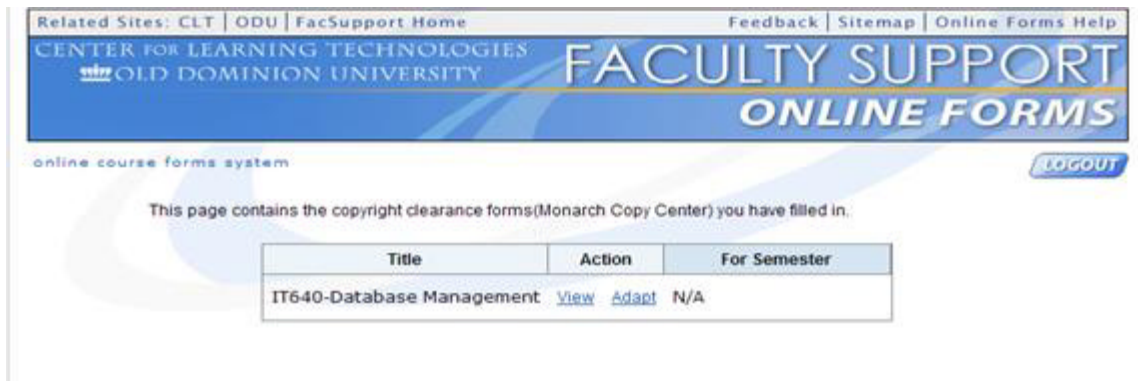 Related Sites: CLT | ODU | FacSupport Home Feedback | Sitemap | Online Forms Help
CENTER FOR LEARNING TECHNOLOGIES
OLD DOMINION UNIVERSITY
FACULTY SUPPORT
ONLINE FORMS
online course forms system LOGOUT
This page contains the copyright clearance forms(Monarch Copy Center) you have filled in.
Title Action For Semester
IT640-Database Management View Adapt N/A